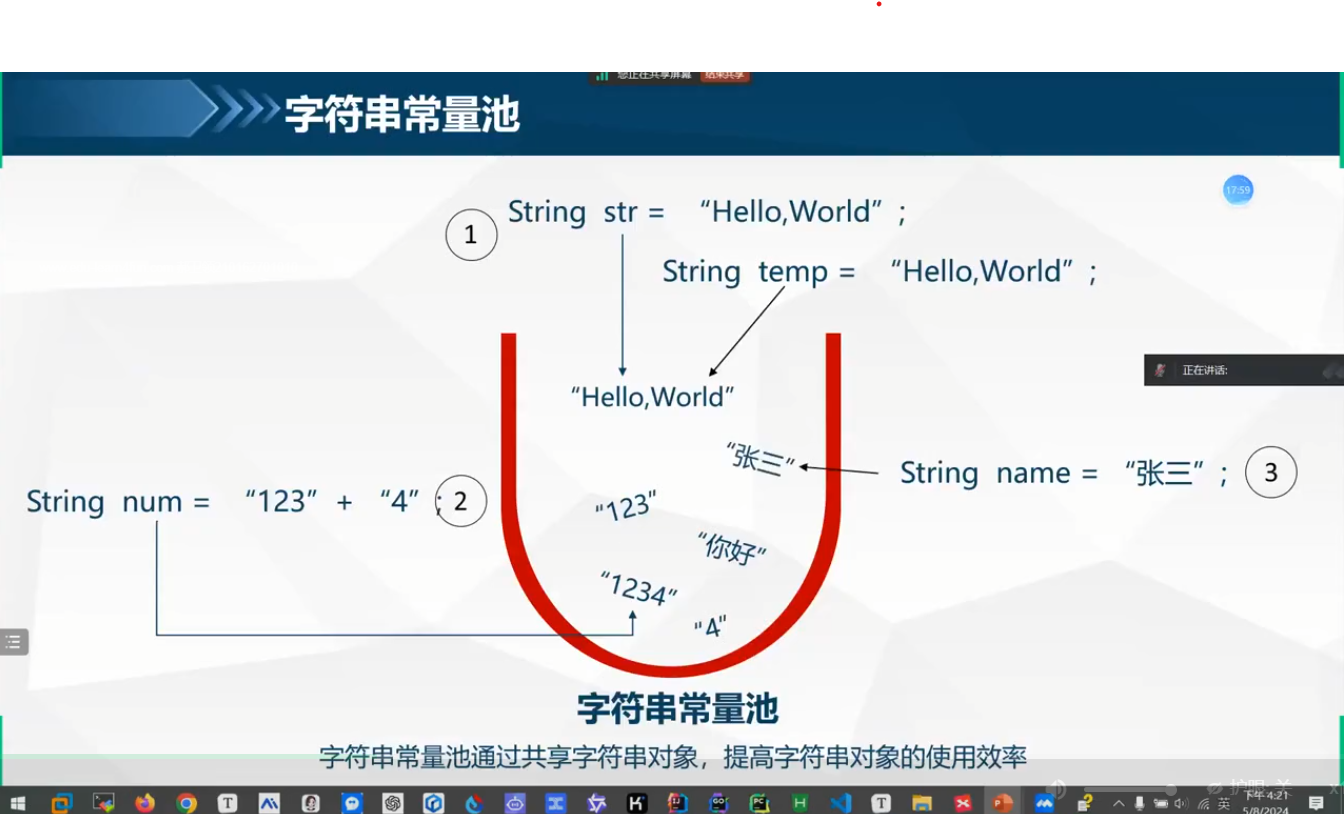 您正在共享屏幕 结束共享
字符串常量池
17:59
1
String str = “Hello,World” ;
String temp = “Hello,World” ;
正在讲话:
“Hello,World”
“张三”
String name = “张三” ; 3
String num = “123” + “4” ; 2
“123”
“你好”
“1234”
“4”
字符串常量池
字符串常量池通过共享字符串对象，提高字符串对象的使用效率
护眼: 关
英
下午 4:21
5/8/2024